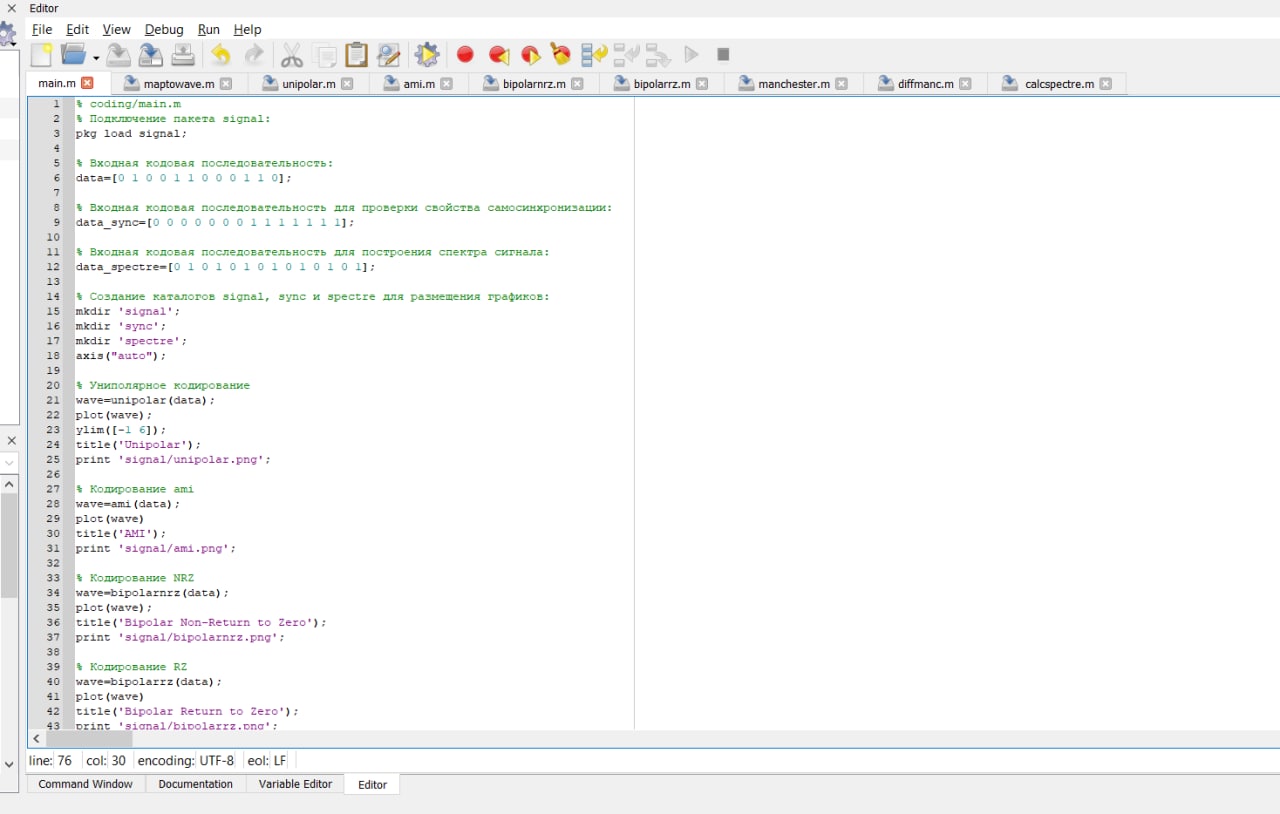 Editor
File Edit View Debug Run Help
main.m maptowave.m unipolar.m ami.m bipolarnrz.m bipolarrz.m manchester.m diffmanc.m calcspectre.m
1 % coding/main.m
2 % Подключение пакета signal:
3 pkg load signal;
4
5 % Входная кодовая последовательность:
6 data=[0 1 0 0 1 1 0 0 0 1 1 0];
7
8 % Входная кодовая последовательность для проверки свойства самосинхронизации:
9 data_sync=[0 0 0 0 0 0 0 1 1 1 1 1 1 1];
10
11 % Входная кодовая последовательность для построения спектра сигнала:
12 data_spectre=[0 1 0 1 0 1 0 1 0 1 0 1 0 1];
13
14 % Создание каталогов signal, sync и spectre для размещения графиков:
15 mkdir 'signal';
16 mkdir 'sync';
17 mkdir 'spectre';
18 axis("auto");
19
20 % Униполярное кодирование
21 wave=unipolar(data);
22 plot(wave);
23 ylim([-1 6]);
24 title('Unipolar');
25 print 'signal/unipolar.png';
26
27 % Кодирование ami
28 wave=ami(data);
29 plot(wave)
30 title('AMI');
31 print 'signal/ami.png';
32
33 % Кодирование NRZ
34 wave=bipolarnrz(data);
35 plot(wave);
36 title('Bipolar Non-Return to Zero');
37 print 'signal/bipolarnrz.png';
38
39 % Кодирование RZ
40 wave=bipolarrz(data);
41 plot(wave)
42 title('Bipolar Return to Zero');
43 print 'signal/bipolarrz.png';
line: 76 col: 30 encoding: UTF-8 eol: LF
Command Window Documentation Variable Editor Editor